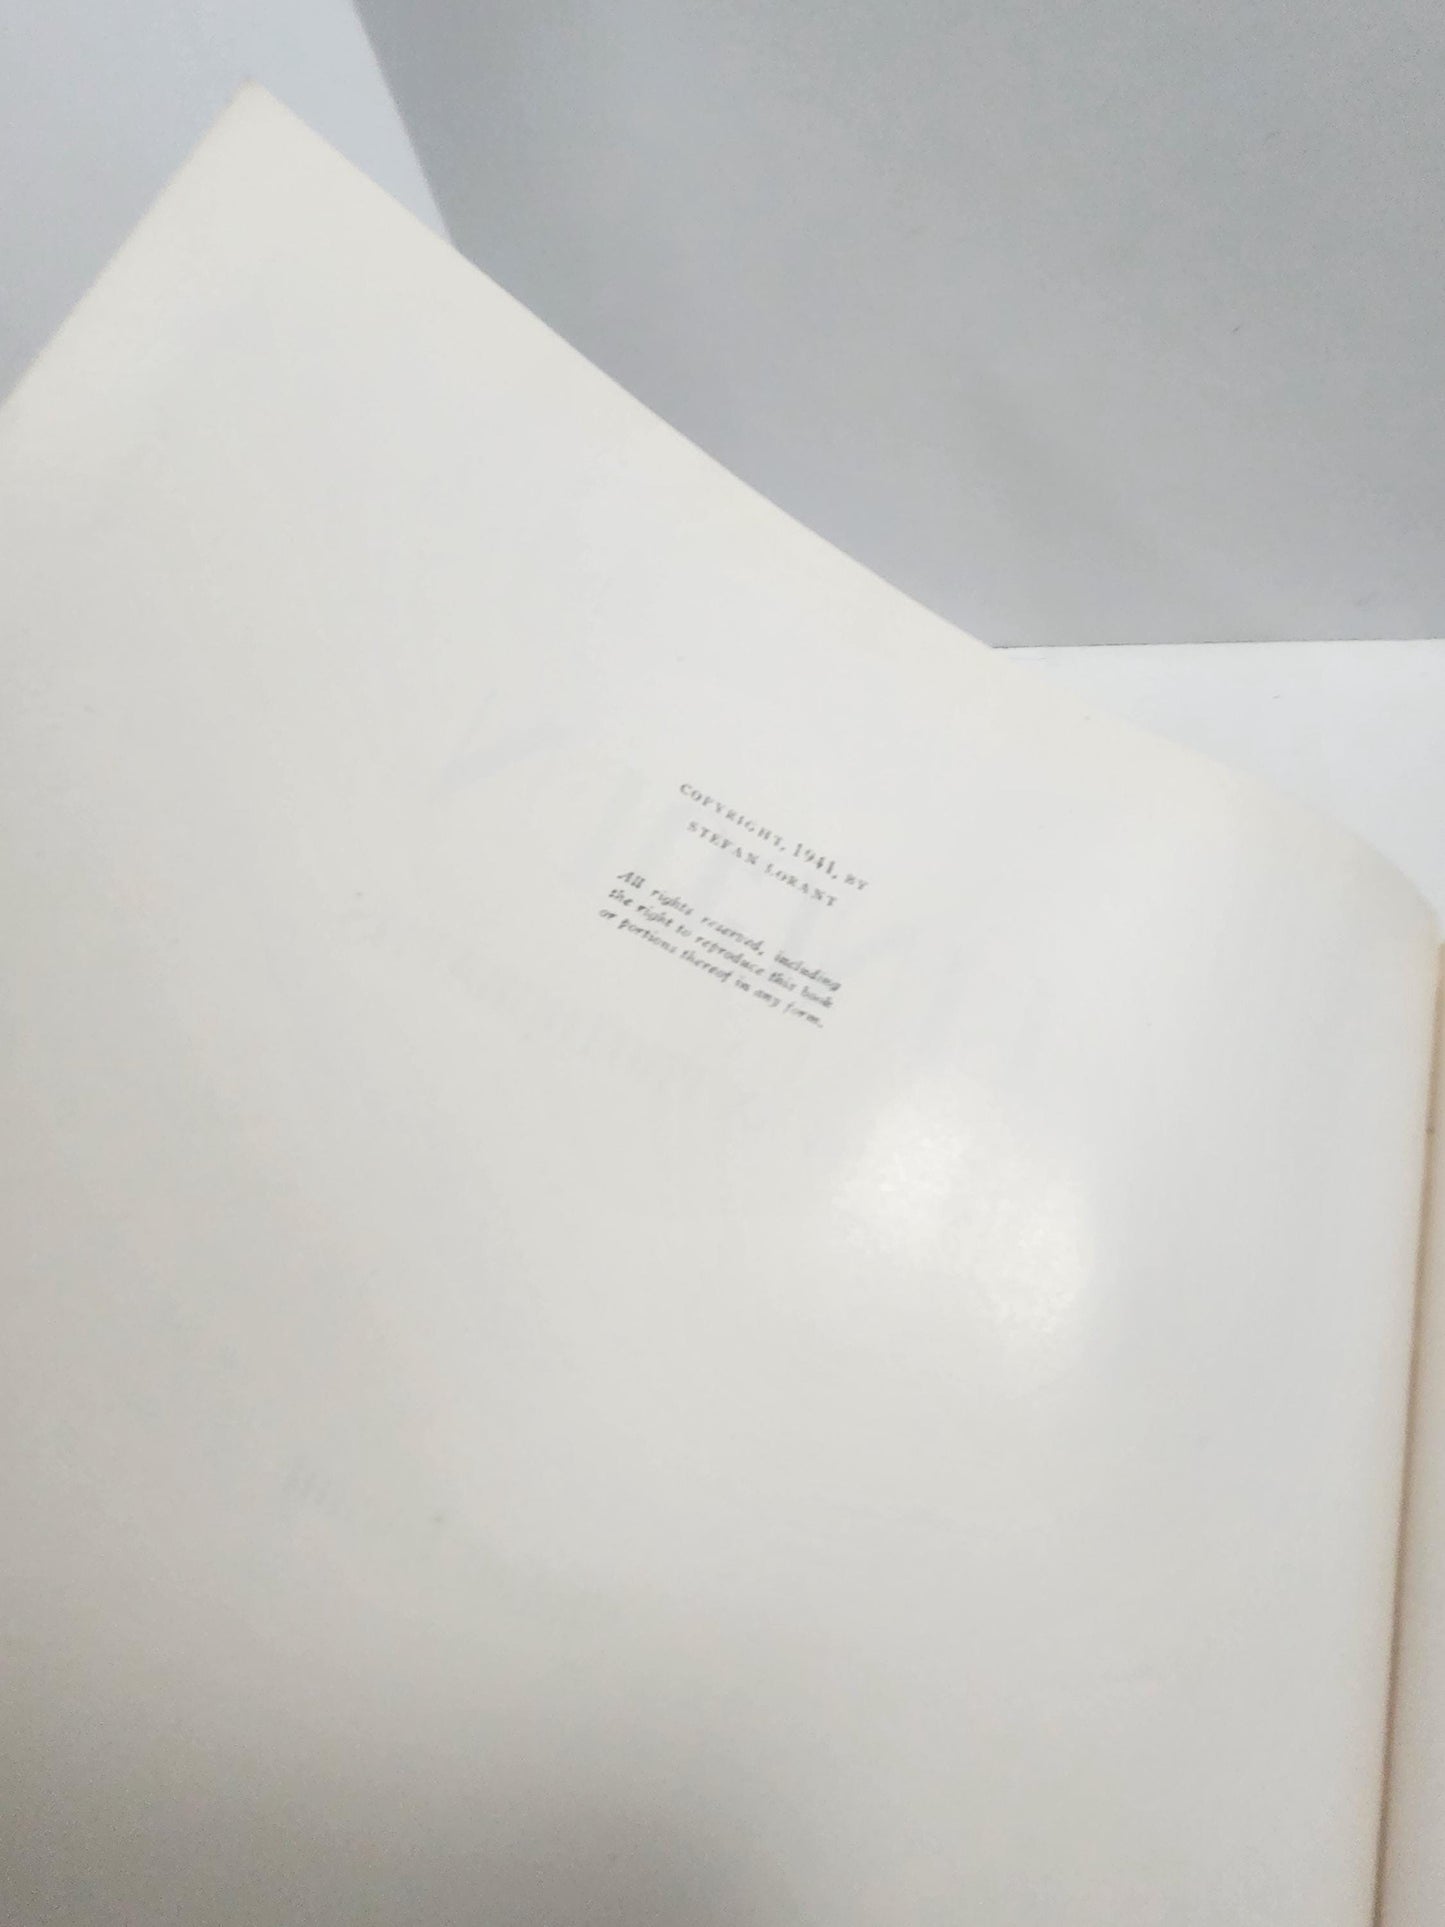 COPYRIGHT, 1941, BY
STEFAN LORANT
All rights reserved, including
the right to reproduce this book
or portions thereof in any form.